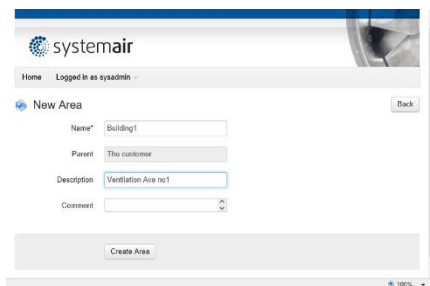 systemair
Home Logged in as sysadmin
New Area
Back
Name* Building1
Parent The customer
Description Ventilation Ave no1
Comment
Create Area
100%